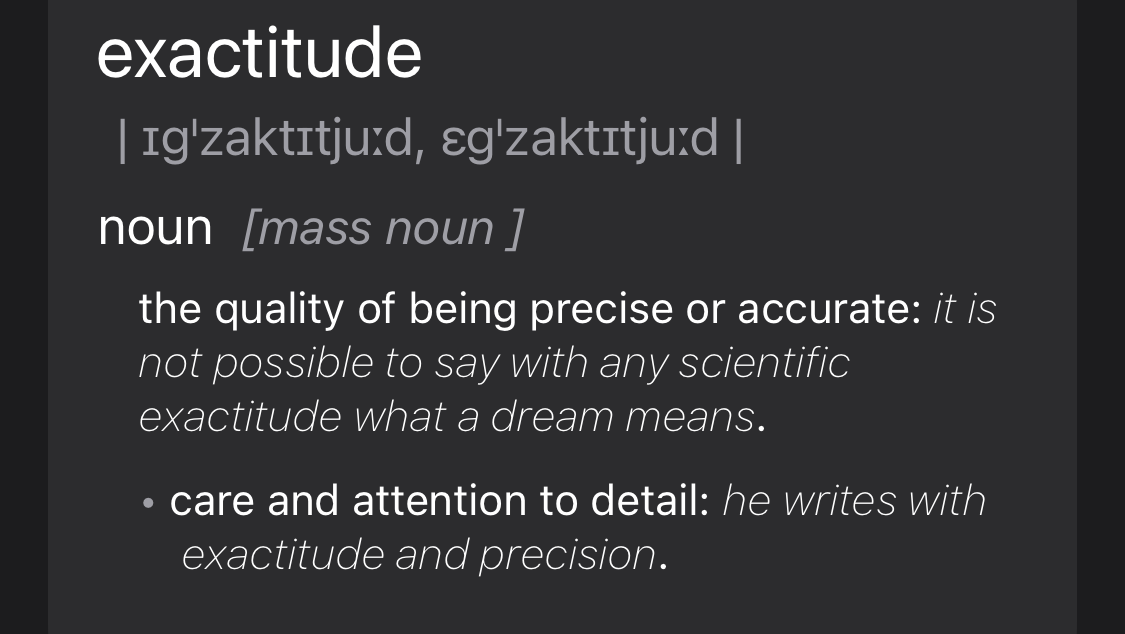 exactitude
| ɪɡˈzaktɪtjuːd, ɛɡˈzaktɪtjuːd |
noun [mass noun ]
the quality of being precise or accurate: it is
not possible to say with any scientific
exactitude what a dream means.
• care and attention to detail: he writes with
exactitude and precision.